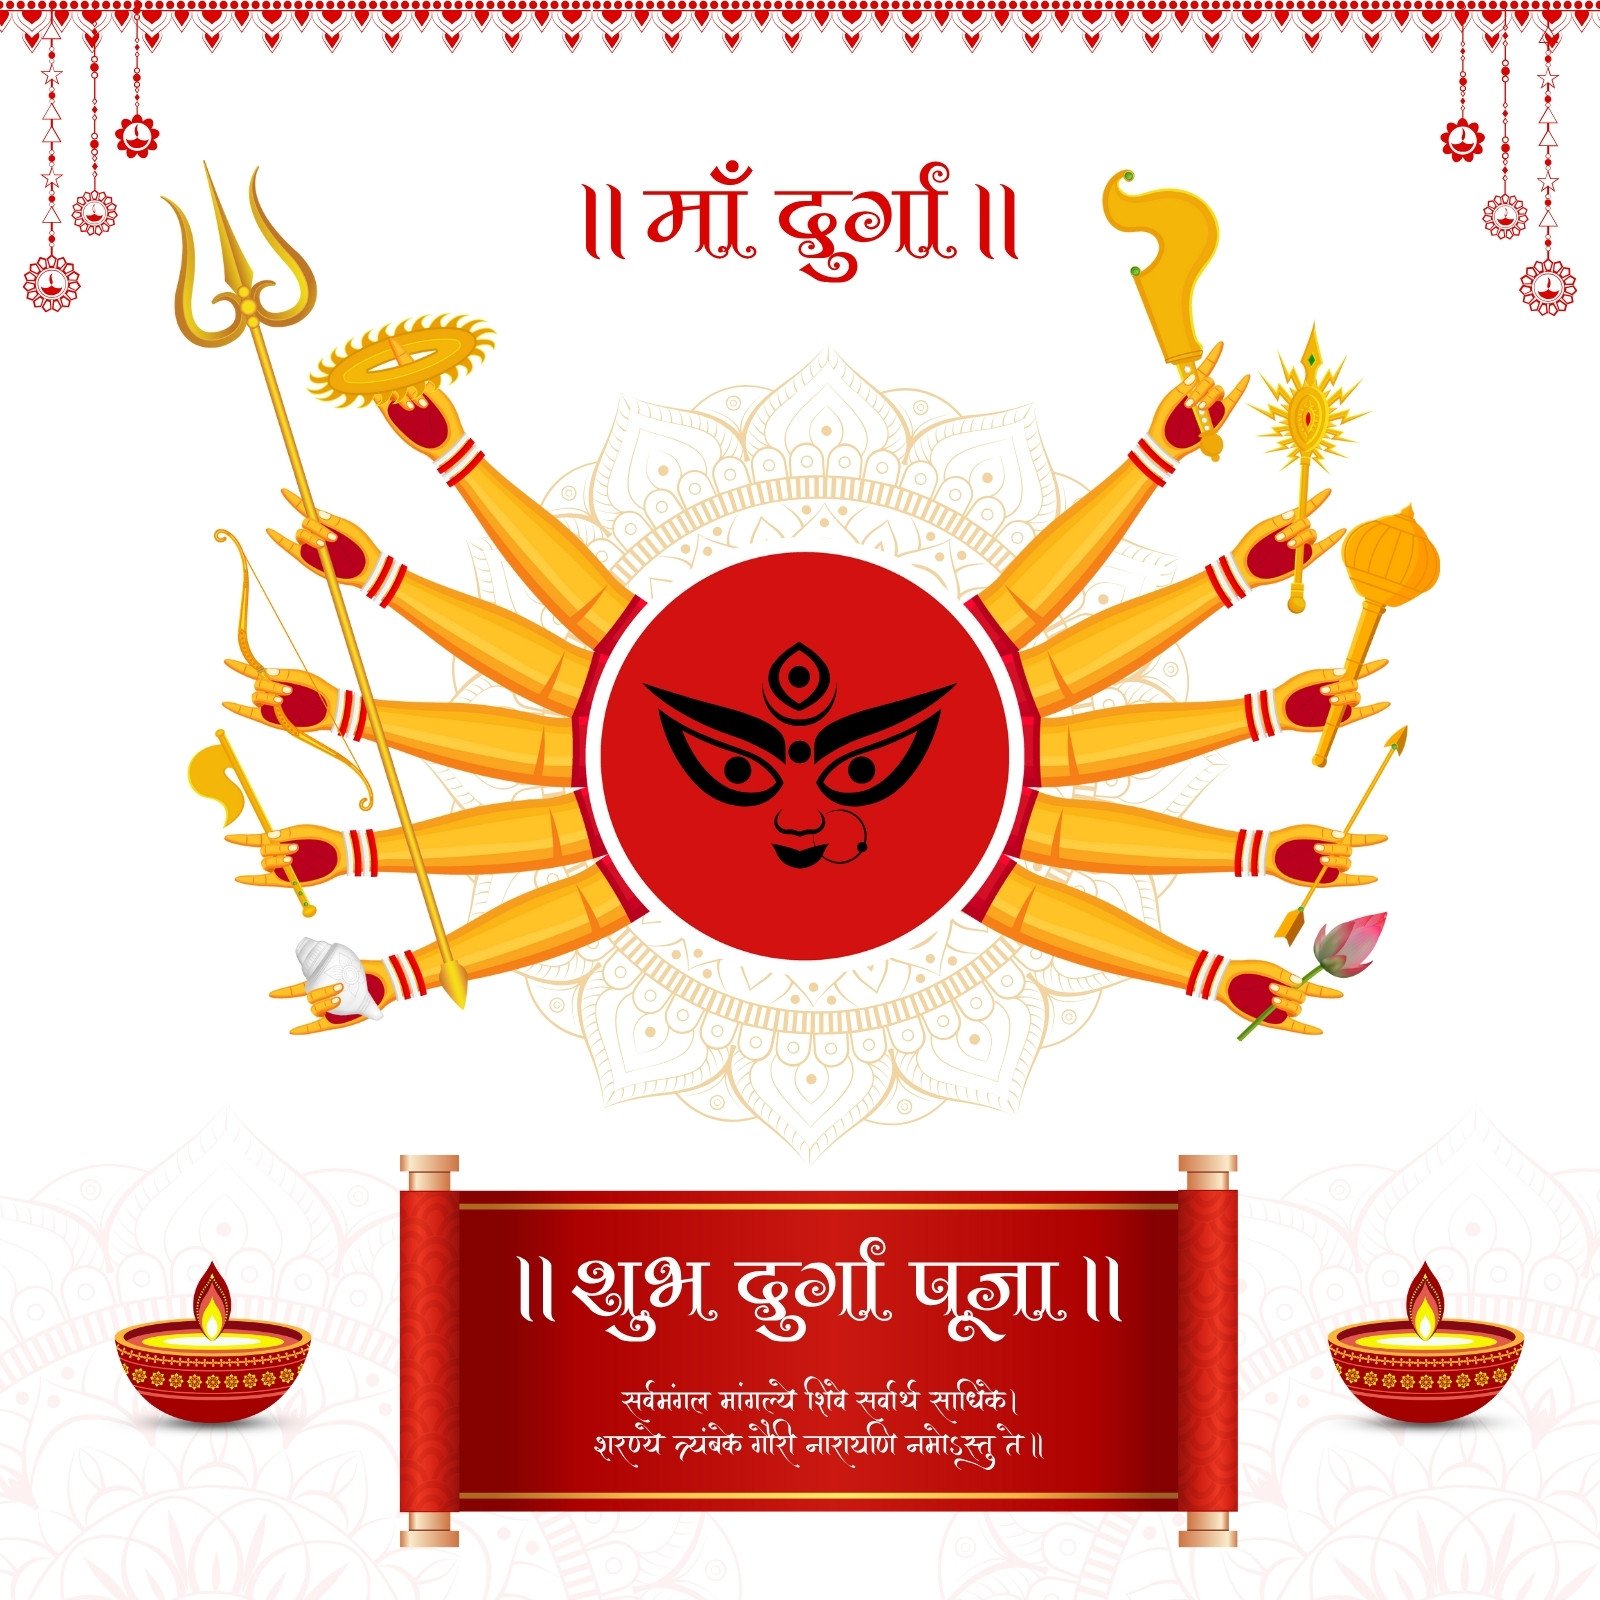 ॥ माँ दुर्गा ॥
॥ शुभ दुर्गा पूजा ॥
सर्वमंगल मांगल्ये शिवे सर्वार्थ साधिके।
शरण्ये त्र्यंबके गौरी नारायणि नमोऽस्तु ते॥